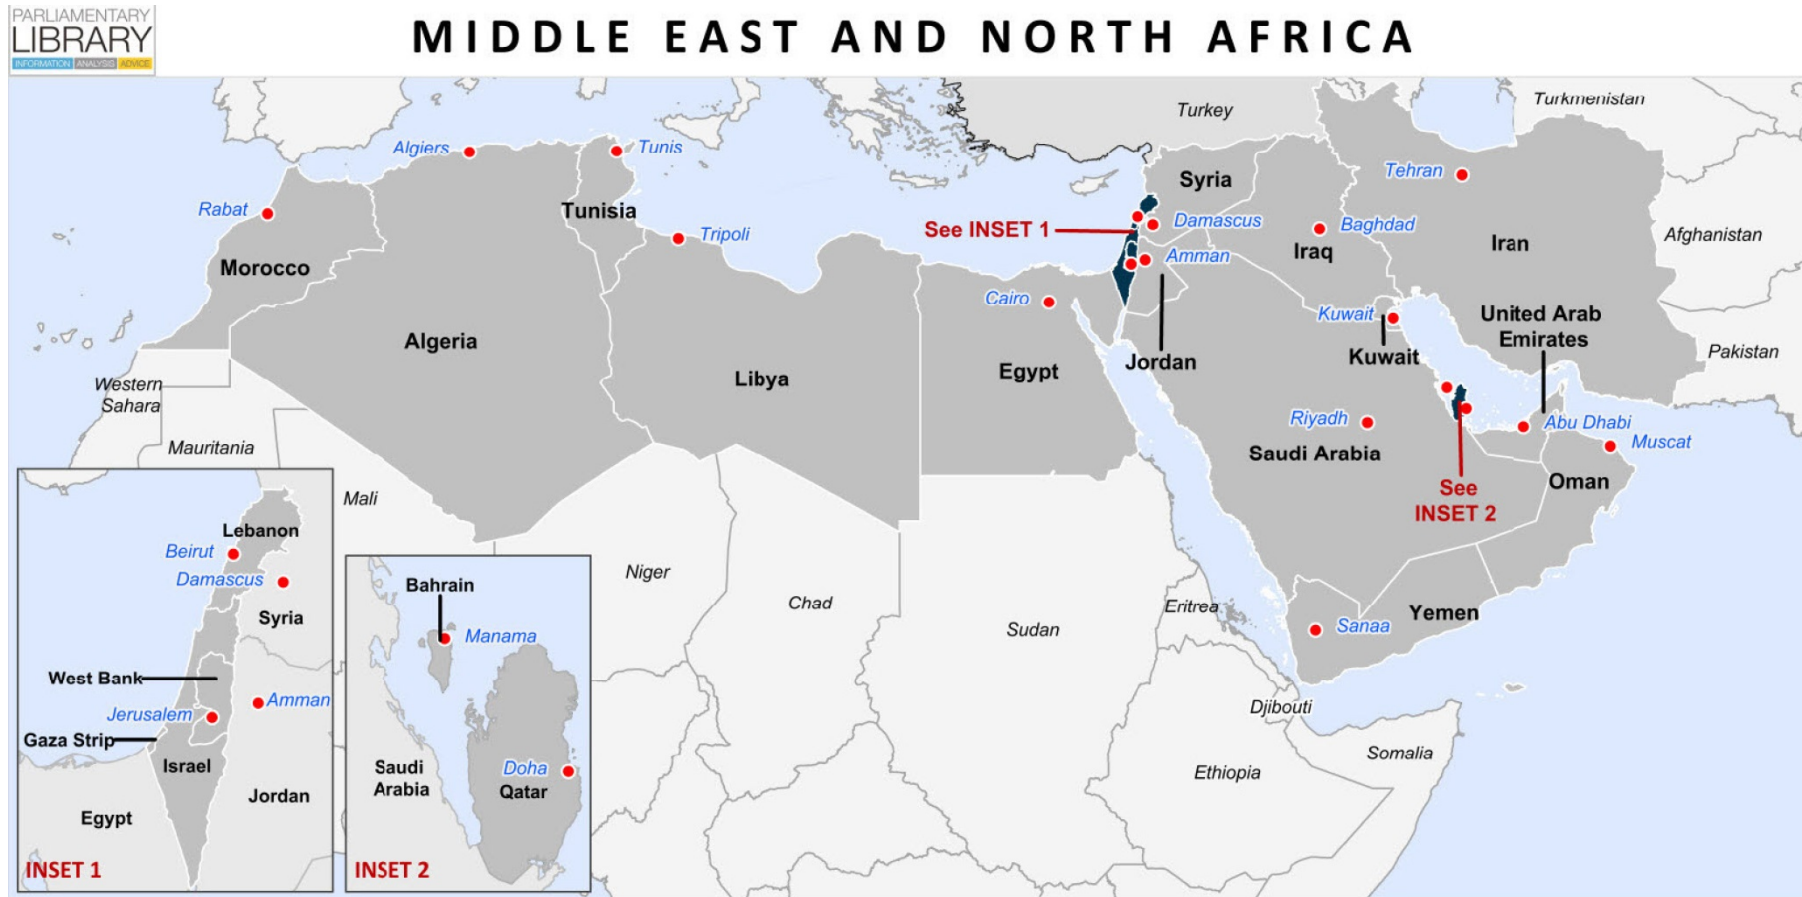 PARLIAMENTARY
LIBRARY
INFORMATION ANALYSIS ADVICE
MIDDLE EAST AND NORTH AFRICA
Turkey
Turkmenistan
Algiers
Tunis
Tehran
Syria
Rabat
Tunisia
Tripoli
See INSET 1
Damascus
Baghdad
Iraq
Iran
Afghanistan
Morocco
Amman
Cairo
Kuwait
United Arab
Emirates
Algeria
Libya
Egypt
Jordan
Kuwait
Pakistan
Western
Sahara
Mauritania
Riyadh
Saudi Arabia
Abu Dhabi
Muscat
Oman
See
INSET 2
Mali
Niger
Chad
Sudan
Eritrea
Yemen
Sanaa
Djibouti
Ethiopia
Somalia
Lebanon
Beirut
Damascus
Syria
West Bank
Amman
Jerusalem
Gaza Strip
Israel
Jordan
Egypt
INSET 1
Bahrain
Manama
Saudi
Arabia
Doha
Qatar
INSET 2